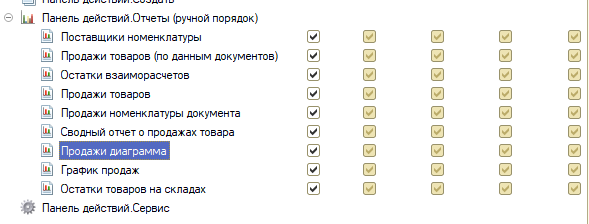 Панель действий.Создать
Панель действий.Отчеты (ручной порядок)
Поставщики номенклатуры
Продажи товаров (по данным документов)
Остатки взаиморасчетов
Продажи товаров
Продажи номенклатуры документа
Сводный отчет о продажах товара
Продажи диаграмма
График продаж
Остатки товаров на складах
Панель действий.Сервис